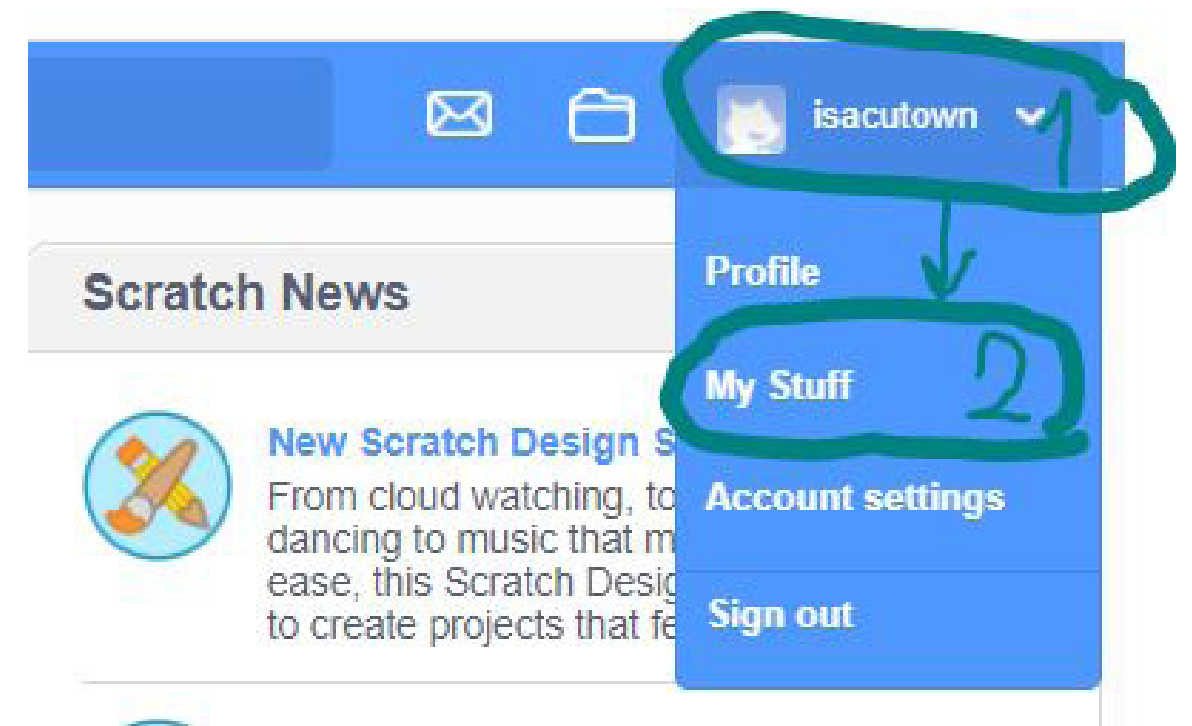 isacutown 1
Scratch News
Profile
My Stuff 2
Account settings
Sign out
New Scratch Design S
From cloud watching, to
dancing to music that m
ease, this Scratch Desig
to create projects that fe